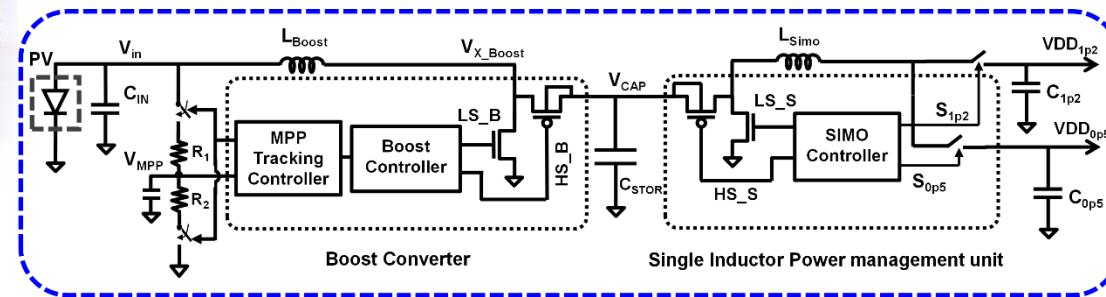 L_Boost
L_Simo
PV
V_in
V_X_Boost
V_CAP
VDD_1p2
C_IN
LS_B
LS_S
S_1p2
C_1p2
V_MPP
R_1
R_2
MPP
Tracking
Controller
Boost
Controller
HS_B
C_STOR
HS_S
SIMO
Controller
S_0p5
VDD_0p5
C_0p5
Boost Converter
Single Inductor Power management unit